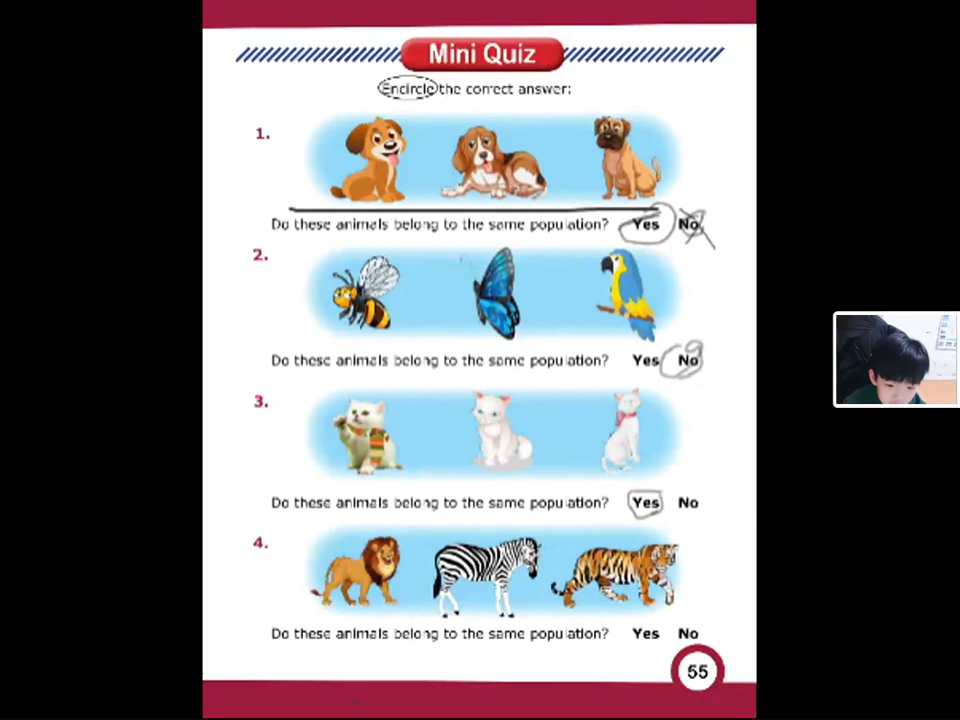 Mini Quiz
Encircle the correct answer:
1.
Do these animals belong to the same population? Yes No
2.
Do these animals belong to the same population? Yes No
3.
Do these animals belong to the same population? Yes No
4.
Do these animals belong to the same population? Yes No
55